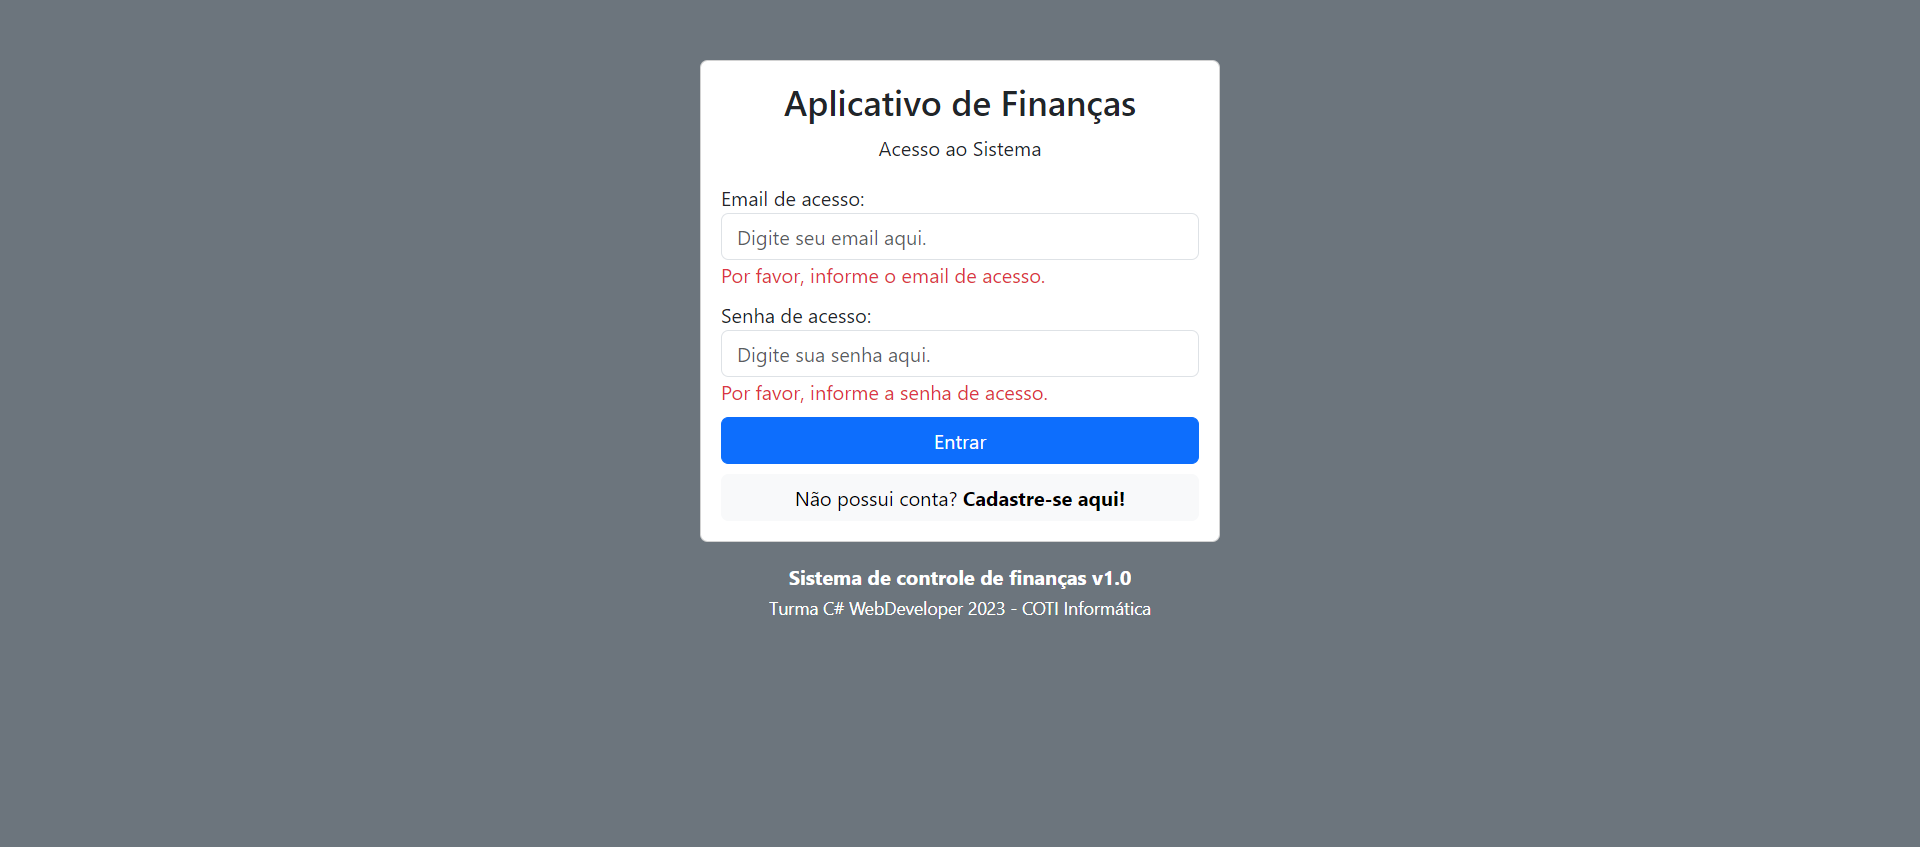 Aplicativo de Finanças
Acesso ao Sistema
Email de acesso:
Digite seu email aqui.
Por favor, informe o email de acesso.
Senha de acesso:
Digite sua senha aqui.
Por favor, informe a senha de acesso.
Entrar
Não possui conta? Cadastre-se aqui!
Sistema de controle de finanças v1.0
Turma C# WebDeveloper 2023 - COTI Informática